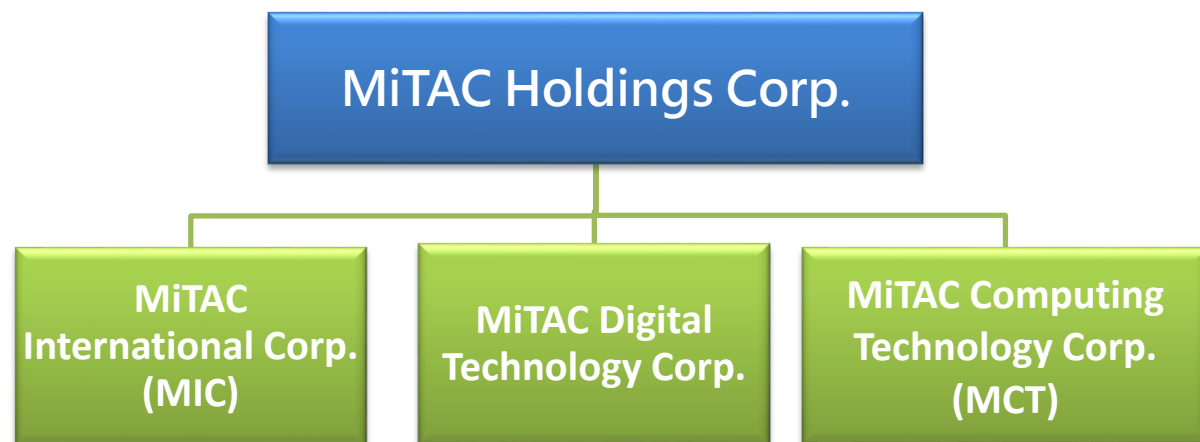 MiTAC Holdings Corp.
MiTAC
International Corp.
(MIC)
MiTAC Digital
Technology Corp.
MiTAC Computing
Technology Corp.
(MCT)